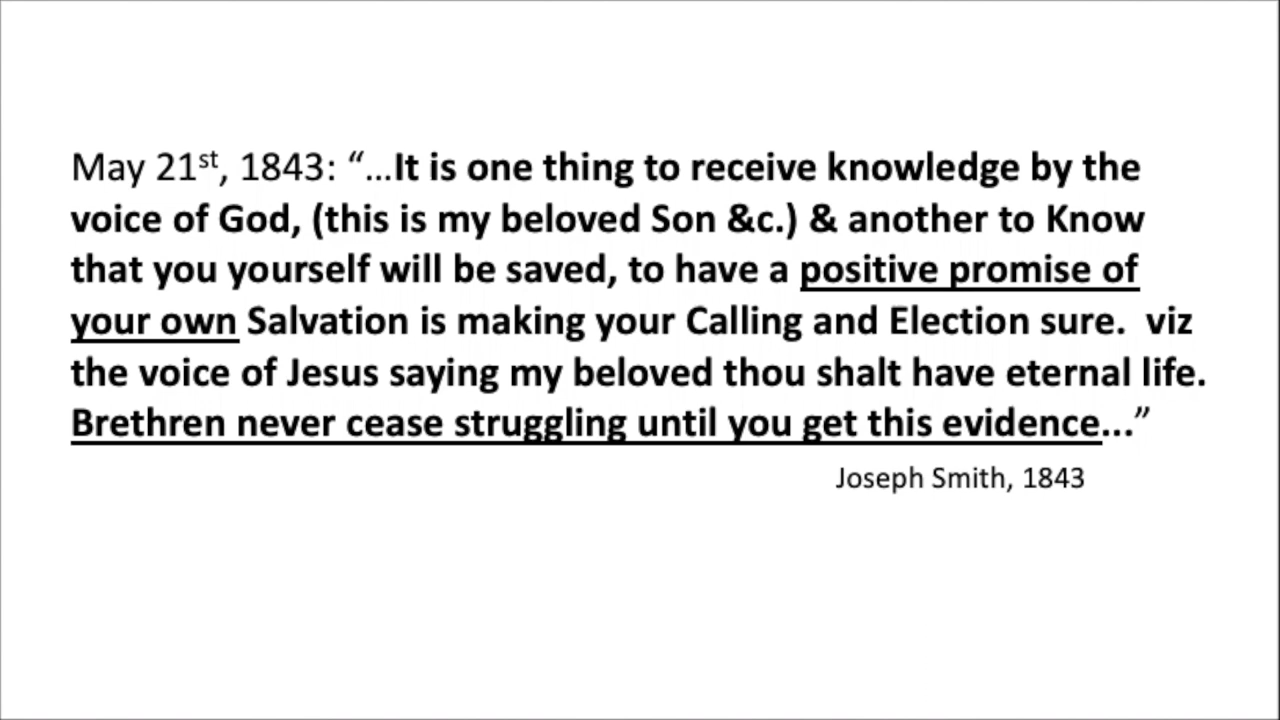 May 21st, 1843: “…It is one thing to receive knowledge by the
voice of God, (this is my beloved Son &c.) & another to Know
that you yourself will be saved, to have a positive promise of
your own Salvation is making your Calling and Election sure.  viz
the voice of Jesus saying my beloved thou shalt have eternal life.
Brethren never cease struggling until you get this evidence...”
Joseph Smith, 1843